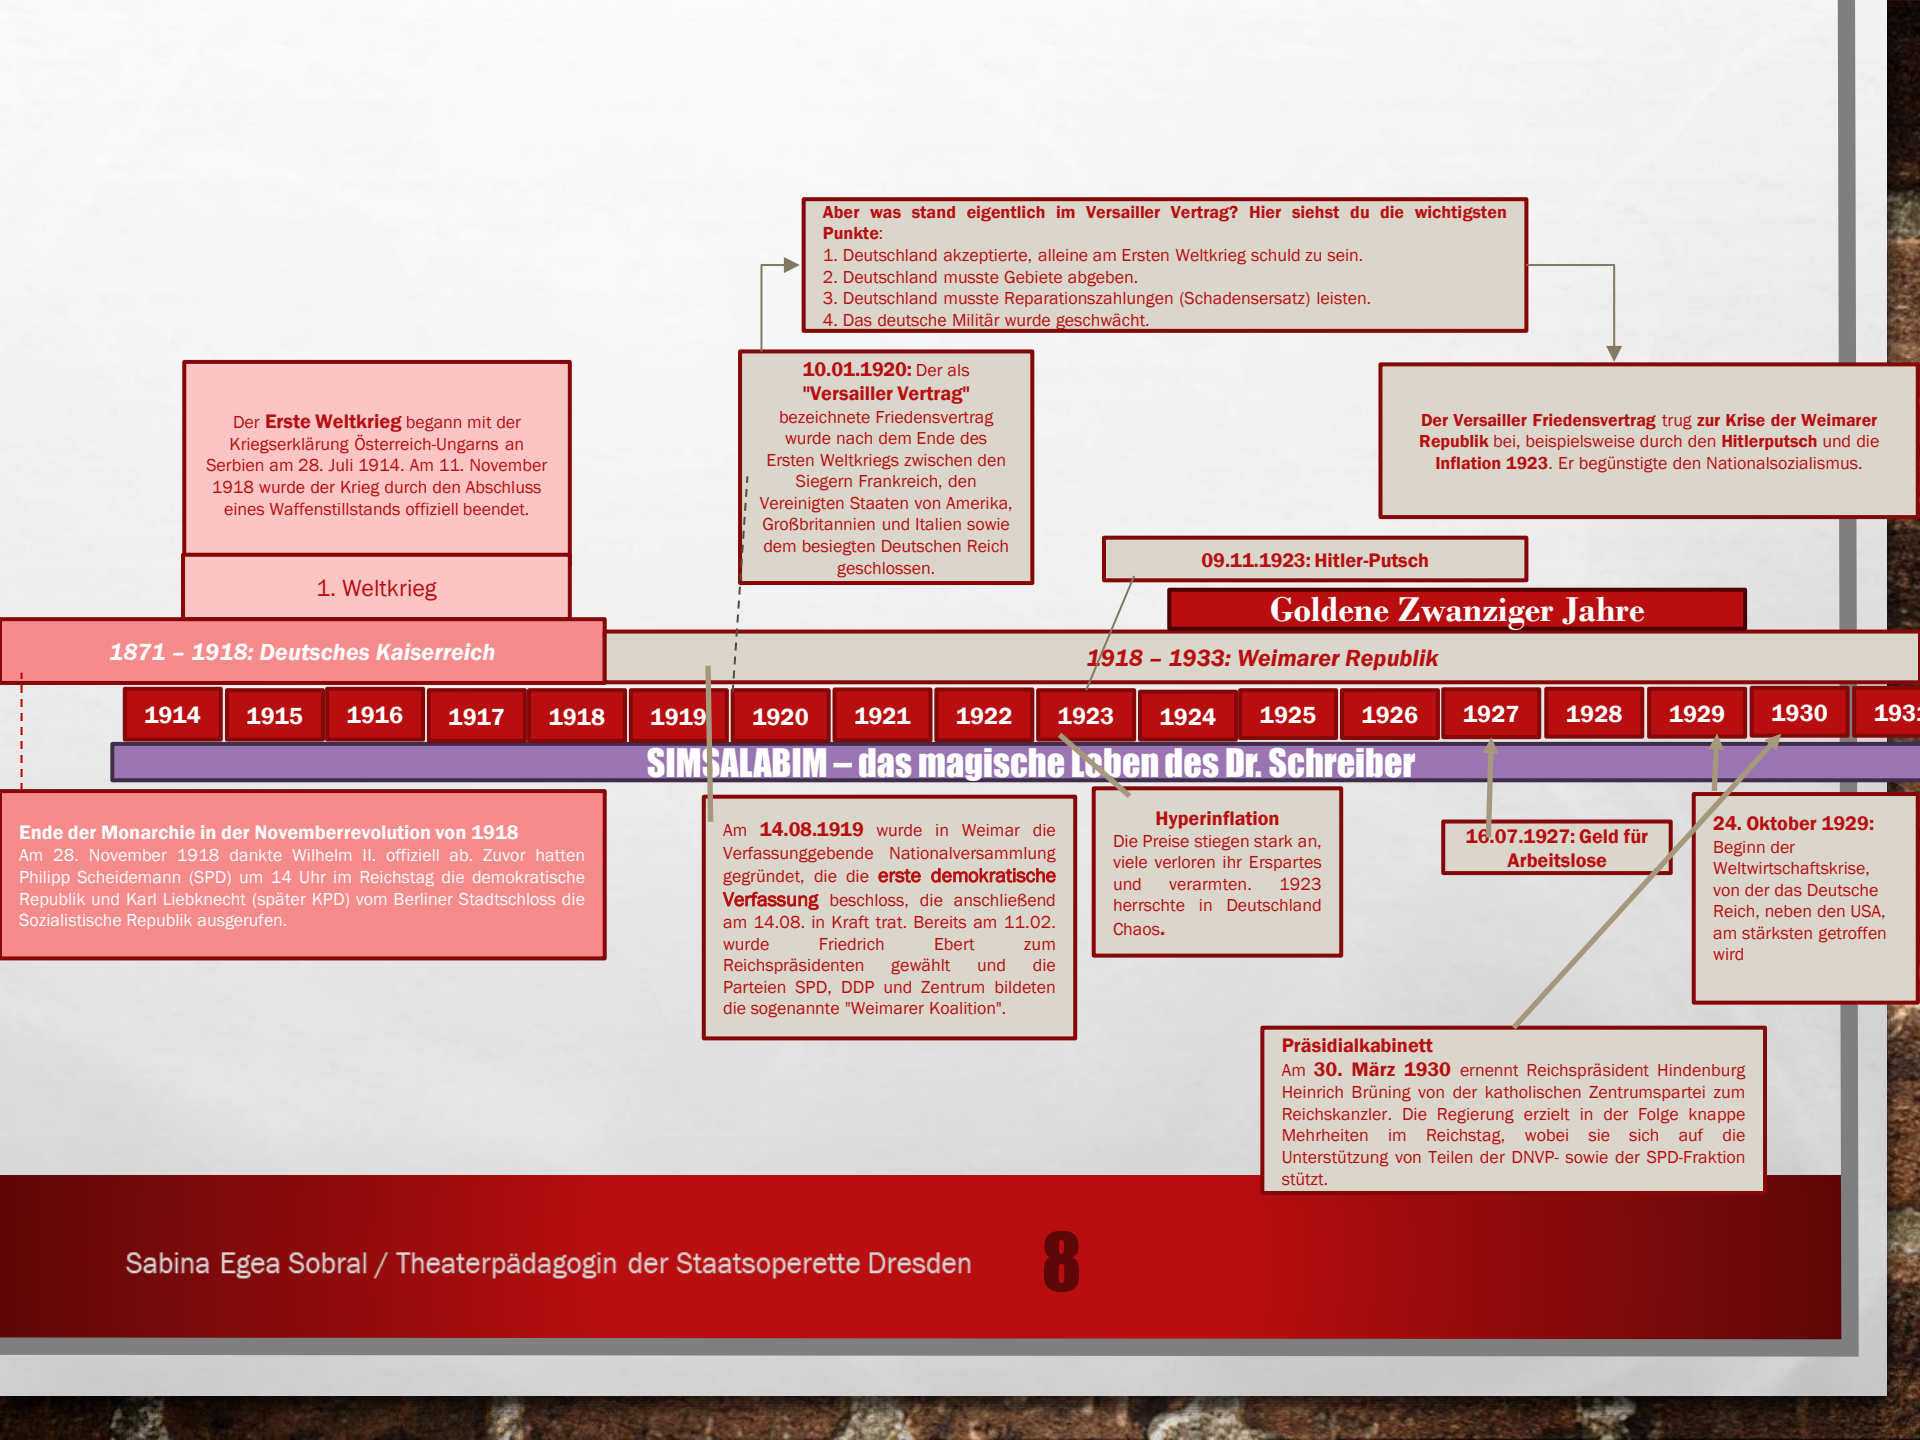 Aber was stand eigentlich im Versailler Vertrag? Hier siehst du die wichtigsten
Punkte:
1. Deutschland akzeptierte, alleine am Ersten Weltkrieg schuld zu sein.
2. Deutschland musste Gebiete abgeben.
3. Deutschland musste Reparationszahlungen (Schadensersatz) leisten.
4. Das deutsche Militär wurde geschwächt.
Der Erste Weltkrieg begann mit der
Kriegserklärung Österreich-Ungarns an
Serbien am 28. Juli 1914. Am 11. November
1918 wurde der Krieg durch den Abschluss
eines Waffenstillstands offiziell beendet.
10.01.1920: Der als
"Versailler Vertrag"
bezeichnete Friedensvertrag
wurde nach dem Ende des
Ersten Weltkriegs zwischen den
Siegern Frankreich, den
Vereinigten Staaten von Amerika,
Großbritannien und Italien sowie
dem besiegten Deutschen Reich
geschlossen.
Der Versailler Friedensvertrag trug zur Krise der Weimarer
Republik bei, beispielsweise durch den Hitlerputsch und die
Inflation 1923. Er begünstigte den Nationalsozialismus.
09.11.1923: Hitler-Putsch
1. Weltkrieg
Goldene Zwanziger Jahre
1871 – 1918: Deutsches Kaiserreich
1918 – 1933: Weimarer Republik
1914 1915 1916 1917 1918 1919 1920 1921 1922 1923 1924 1925 1926 1927 1928 1929 1930
SIMSALABIM – das magische Leben des Dr. Schreiber
Ende der Monarchie in der Novemberrevolution von 1918
Am 28. November 1918 dankte Wilhelm II. offiziell ab. Zuvor hatten
Philipp Scheidemann (SPD) um 14 Uhr im Reichstag die demokratische
Republik und Karl Liebknecht (später KPD) vom Berliner Stadtschloss die
Sozialistische Republik ausgerufen.
Am 14.08.1919 wurde in Weimar die
Verfassunggebende Nationalversammlung
gegründet, die die erste demokratische
Verfassung beschloss, die anschließend
am 14.08. in Kraft trat. Bereits am 11.02.
wurde Friedrich Ebert zum
Reichspräsidenten gewählt und die
Parteien SPD, DDP und Zentrum bildeten
die sogenannte "Weimarer Koalition".
Hyperinflation
Die Preise stiegen stark an,
viele verloren ihr Erspartes
und verarmten. 1923
herrschte in Deutschland
Chaos.
16.07.1927: Geld für
Arbeitslose
24. Oktober 1929:
Beginn der
Weltwirtschaftskrise,
von der das Deutsche
Reich, neben den USA,
am stärksten getroffen
wird
Präsidialkabinett
Am 30. März 1930 ernennt Reichspräsident Hindenburg
Heinrich Brüning von der katholischen Zentrumspartei zum
Reichskanzler. Die Regierung erzielt in der Folge knappe
Mehrheiten im Reichstag, wobei sie sich auf die
Unterstützung von Teilen der DNVP- sowie der SPD-Fraktion
stützt.
Sabina Egea Sobral / Theaterpädagogin der Staatsoperette Dresden
8